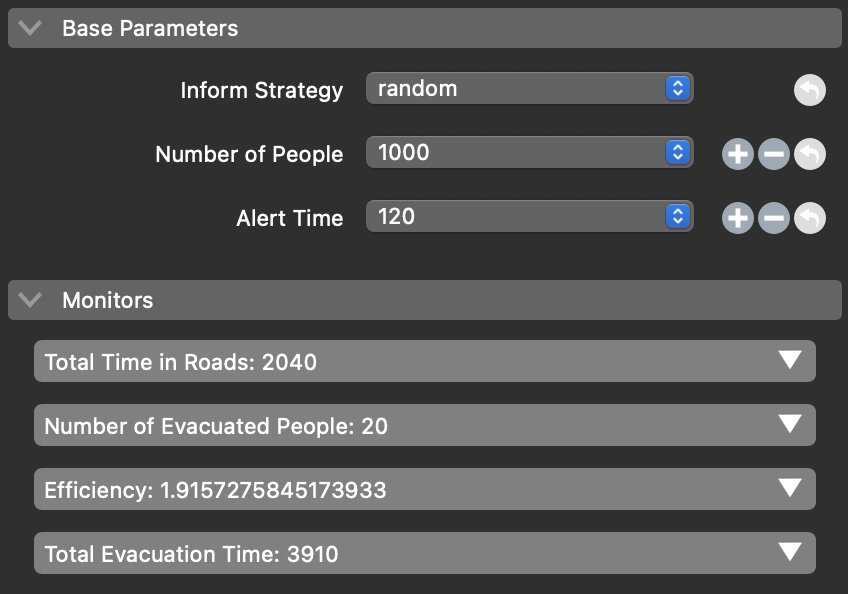 Base Parameters
Inform Strategy random
Number of People 1000
Alert Time 120
Monitors
Total Time in Roads: 2040
Number of Evacuated People: 20
Efficiency: 1.9157275845173933
Total Evacuation Time: 3910